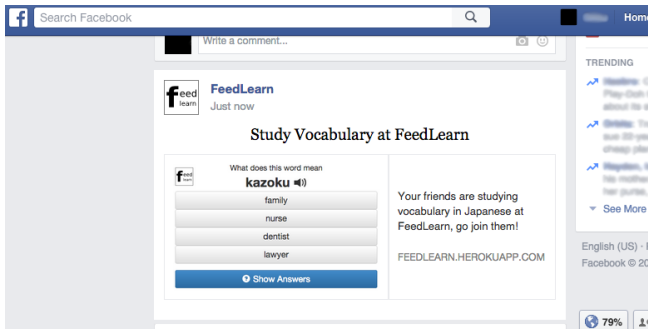 f
Search Facebook
Home
Write a comment...
feed
learn
FeedLearn
Just now
Study Vocabulary at FeedLearn
feed
learn
What does this word mean
kazoku
family
nurse
dentist
lawyer
Show Answers
Your friends are studying
vocabulary in Japanese at
FeedLearn, go join them!
FEEDLEARN.HEROKUAPP.COM
TRENDING
See More
English (US) ·
Facebook © 20
79%